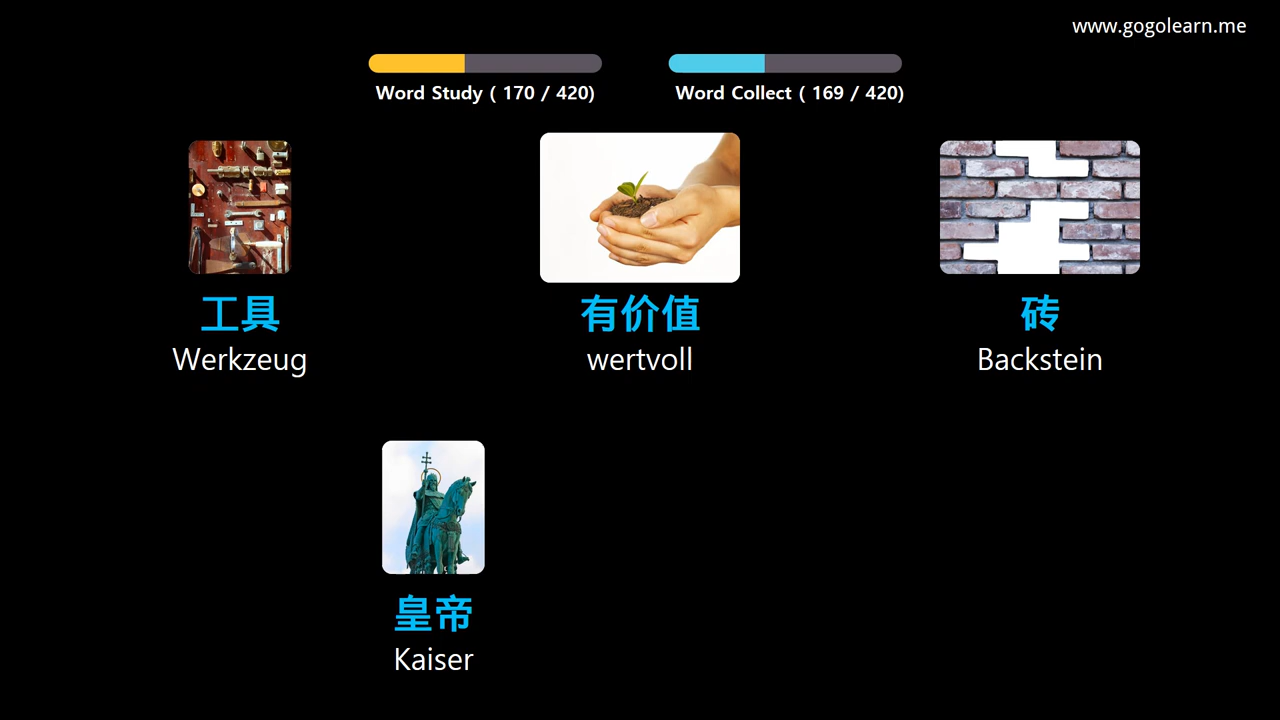 www.gogolearn.me
Word Study ( 170 / 420)
Word Collect ( 169 / 420)
工具
Werkzeug
有价值
wertvoll
砖
Backstein
皇帝
Kaiser